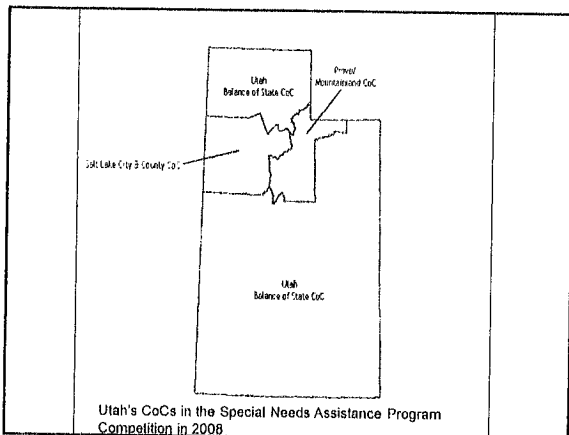 Utah
Balance of State CoC
Provo/
Mountainland CoC
Salt Lake City & County CoC
Utah
Balance of State CoC
Utah's CoCs in the Special Needs Assistance Program
Competition in 2008